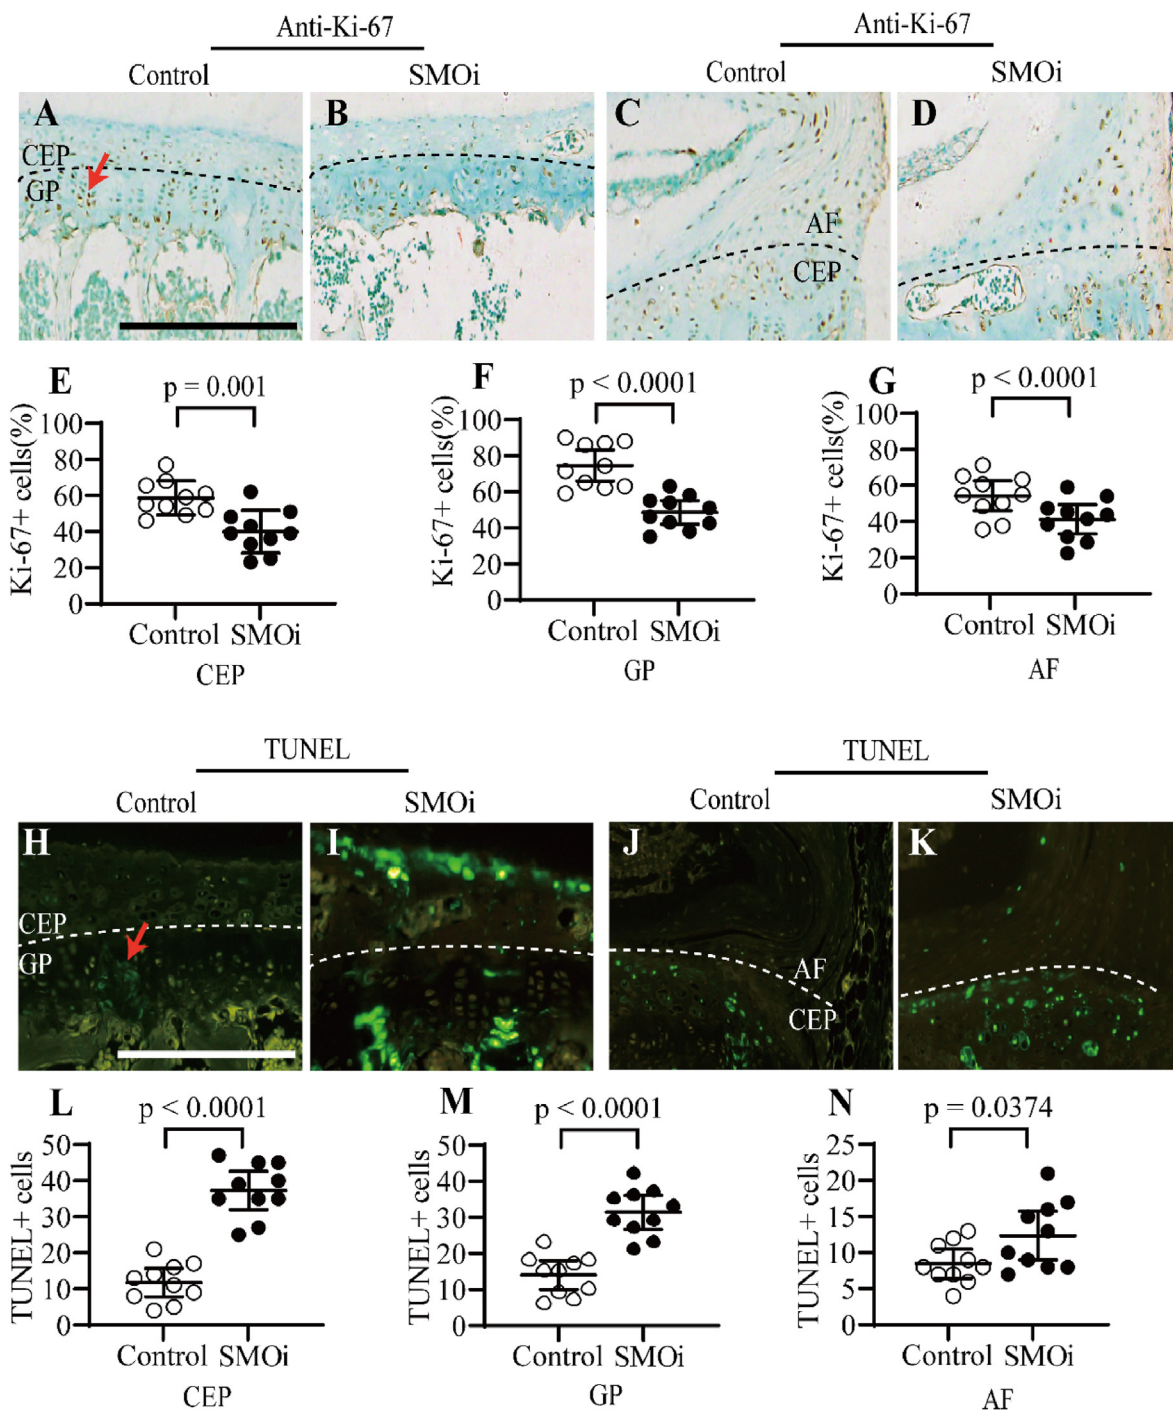 Anti-Ki-67 Anti-Ki-67
Control SMOi Control SMOi
A B C D
CEP
GP
AF
CEP
E F G
p = 0.001 p < 0.0001 p < 0.0001
Ki-67+ cells(%)
100
80
60
40
20
0
Control SMOi
CEP
Ki-67+ cells(%)
100
80
60
40
20
0
Control SMOi
GP
Ki-67+ cells(%)
100
80
60
40
20
0
Control SMOi
AF
TUNEL TUNEL
Control SMOi Control SMOi
H I J K
CEP
GP
AF
CEP
L M N
p < 0.0001 p < 0.0001 p = 0.0374
TUNEL+ cells
50
40
30
20
10
0
Control SMOi
CEP
TUNEL+ cells
50
40
30
20
10
0
Control SMOi
GP
TUNEL+ cells
25
20
15
10
5
0
Control SMOi
AF